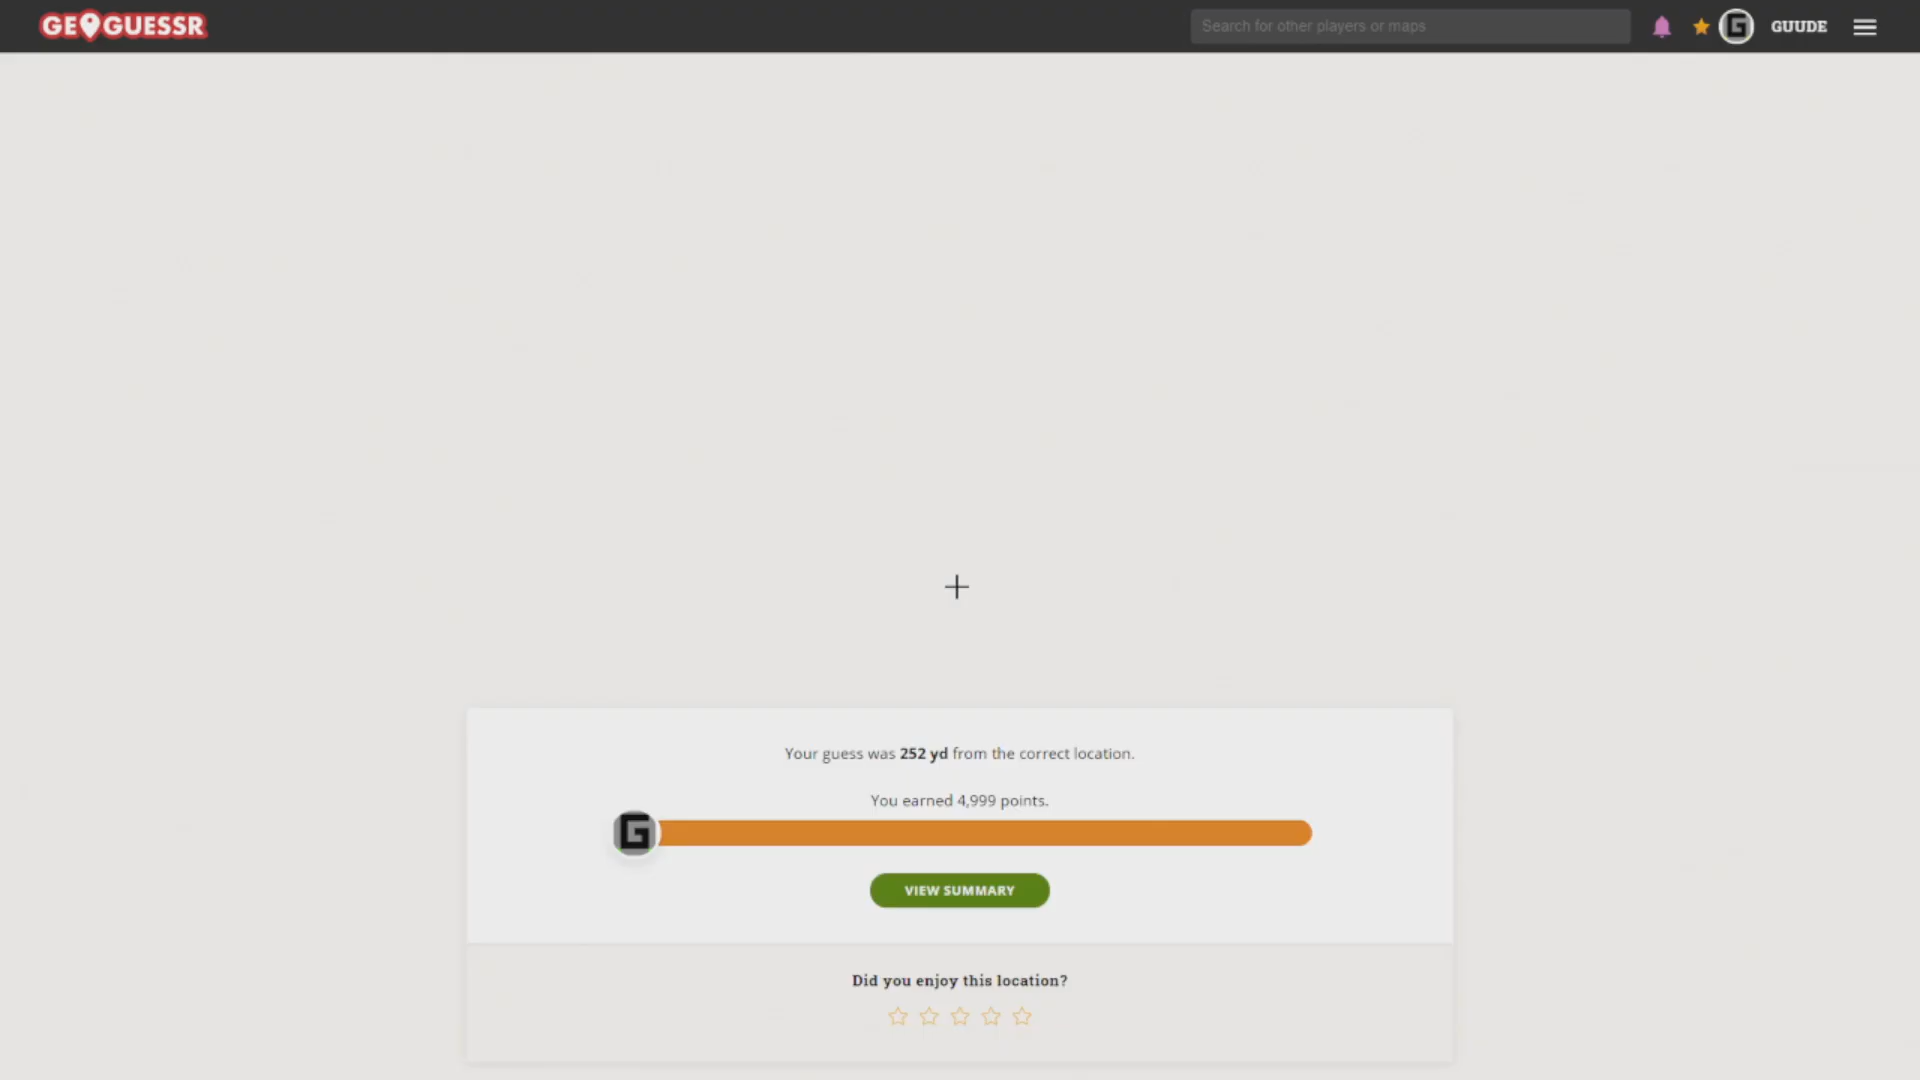 GEOGUESSR
Search for other players or maps
GUUDE
Your guess was 252 yd from the correct location.
You earned 4,999 points.
G
VIEW SUMMARY
Did you enjoy this location?